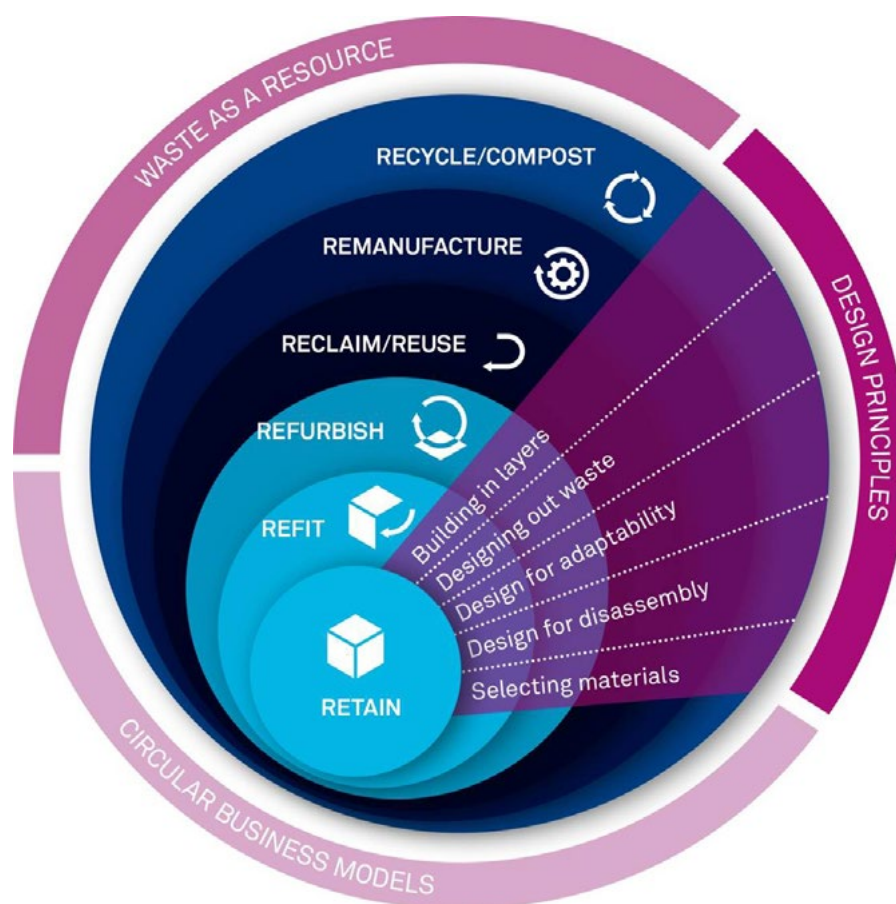 WASTE AS A RESOURCE
RECYCLE/COMPOST
REMANUFACTURE
RECLAIM/REUSE
REFURBISH
REFIT
RETAIN
DESIGN PRINCIPLES
Building in layers
Designing out waste
Design for adaptability
Design for disassembly
Selecting materials
CIRCULAR BUSINESS MODELS